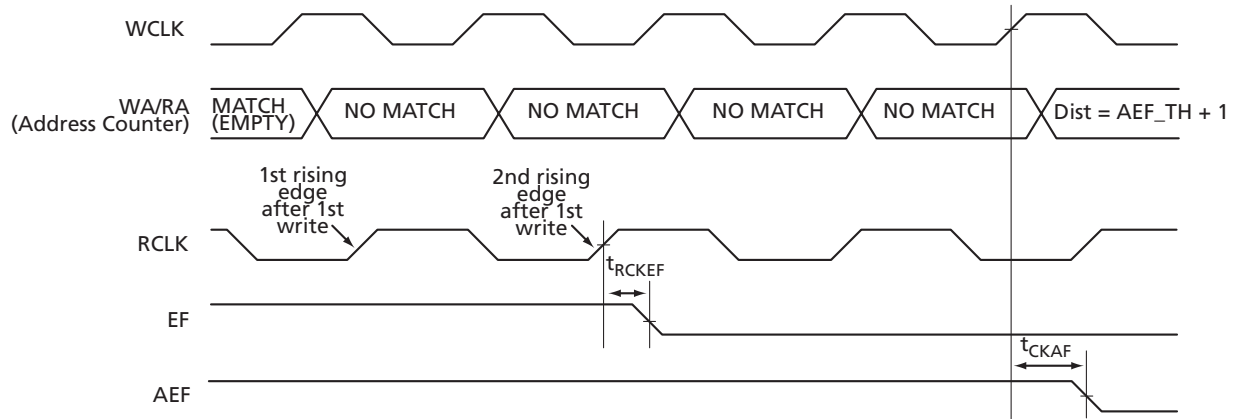 WCLK
WA/RA
(Address Counter)
MATCH
(EMPTY)
NO MATCH
NO MATCH
NO MATCH
NO MATCH
Dist = AEF_TH + 1
1st rising
edge
after 1st
write
2nd rising
edge
after 1st
write
RCLK
tRCKEF
EF
tCKAF
AEF